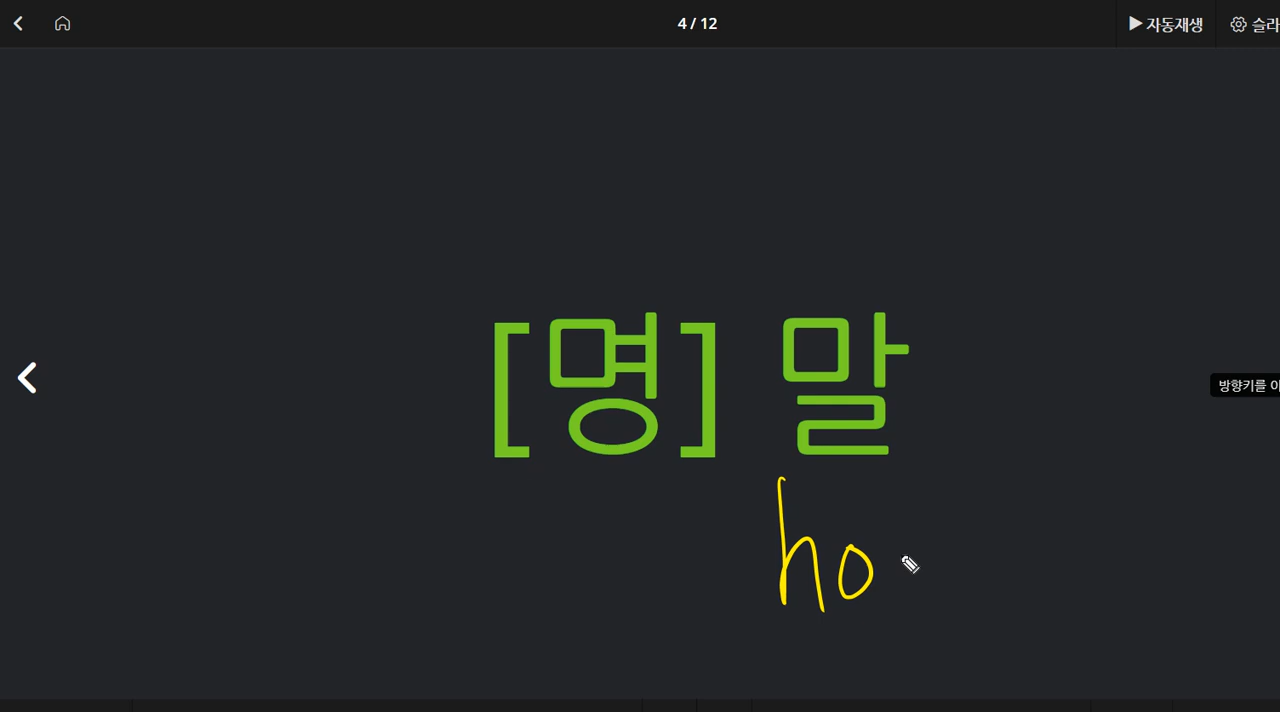 4 / 12
▶ 자동재생
슬라
[명] 말
방향키를 이
ho